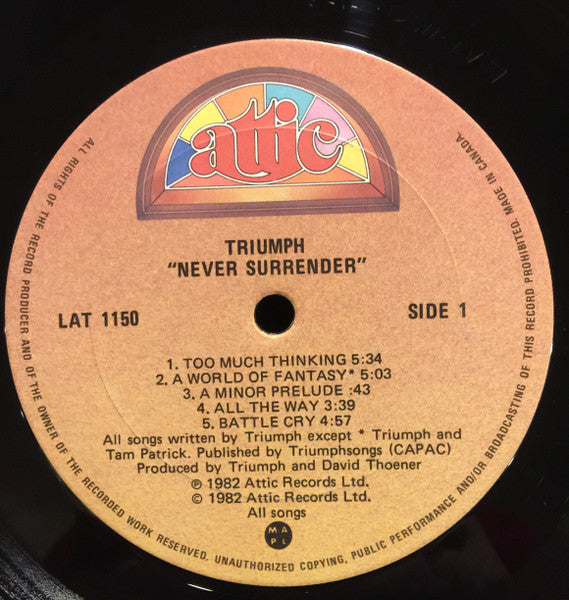 attic
TRIUMPH
"NEVER SURRENDER"
LAT 1150
SIDE 1
1. TOO MUCH THINKING 5:34
2. A WORLD OF FANTASY* 5:03
3. A MINOR PRELUDE :43
4. ALL THE WAY 3:39
5. BATTLE CRY 4:57
All songs written by Triumph except * Triumph and
Tam Patrick. Published by Triumphsongs (CAPAC)
Produced by Triumph and David Thoener
℗ 1982 Attic Records Ltd.
© 1982 Attic Records Ltd.
All songs
M A
P L
ALL RIGHTS OF THE RECORD PRODUCER AND OF THE OWNER OF THE RECORDED WORK RESERVED. UNAUTHORIZED COPYING, PUBLIC PERFORMANCE AND/OR BROADCASTING OF THIS RECORD PROHIBITED. MADE IN CANADA.